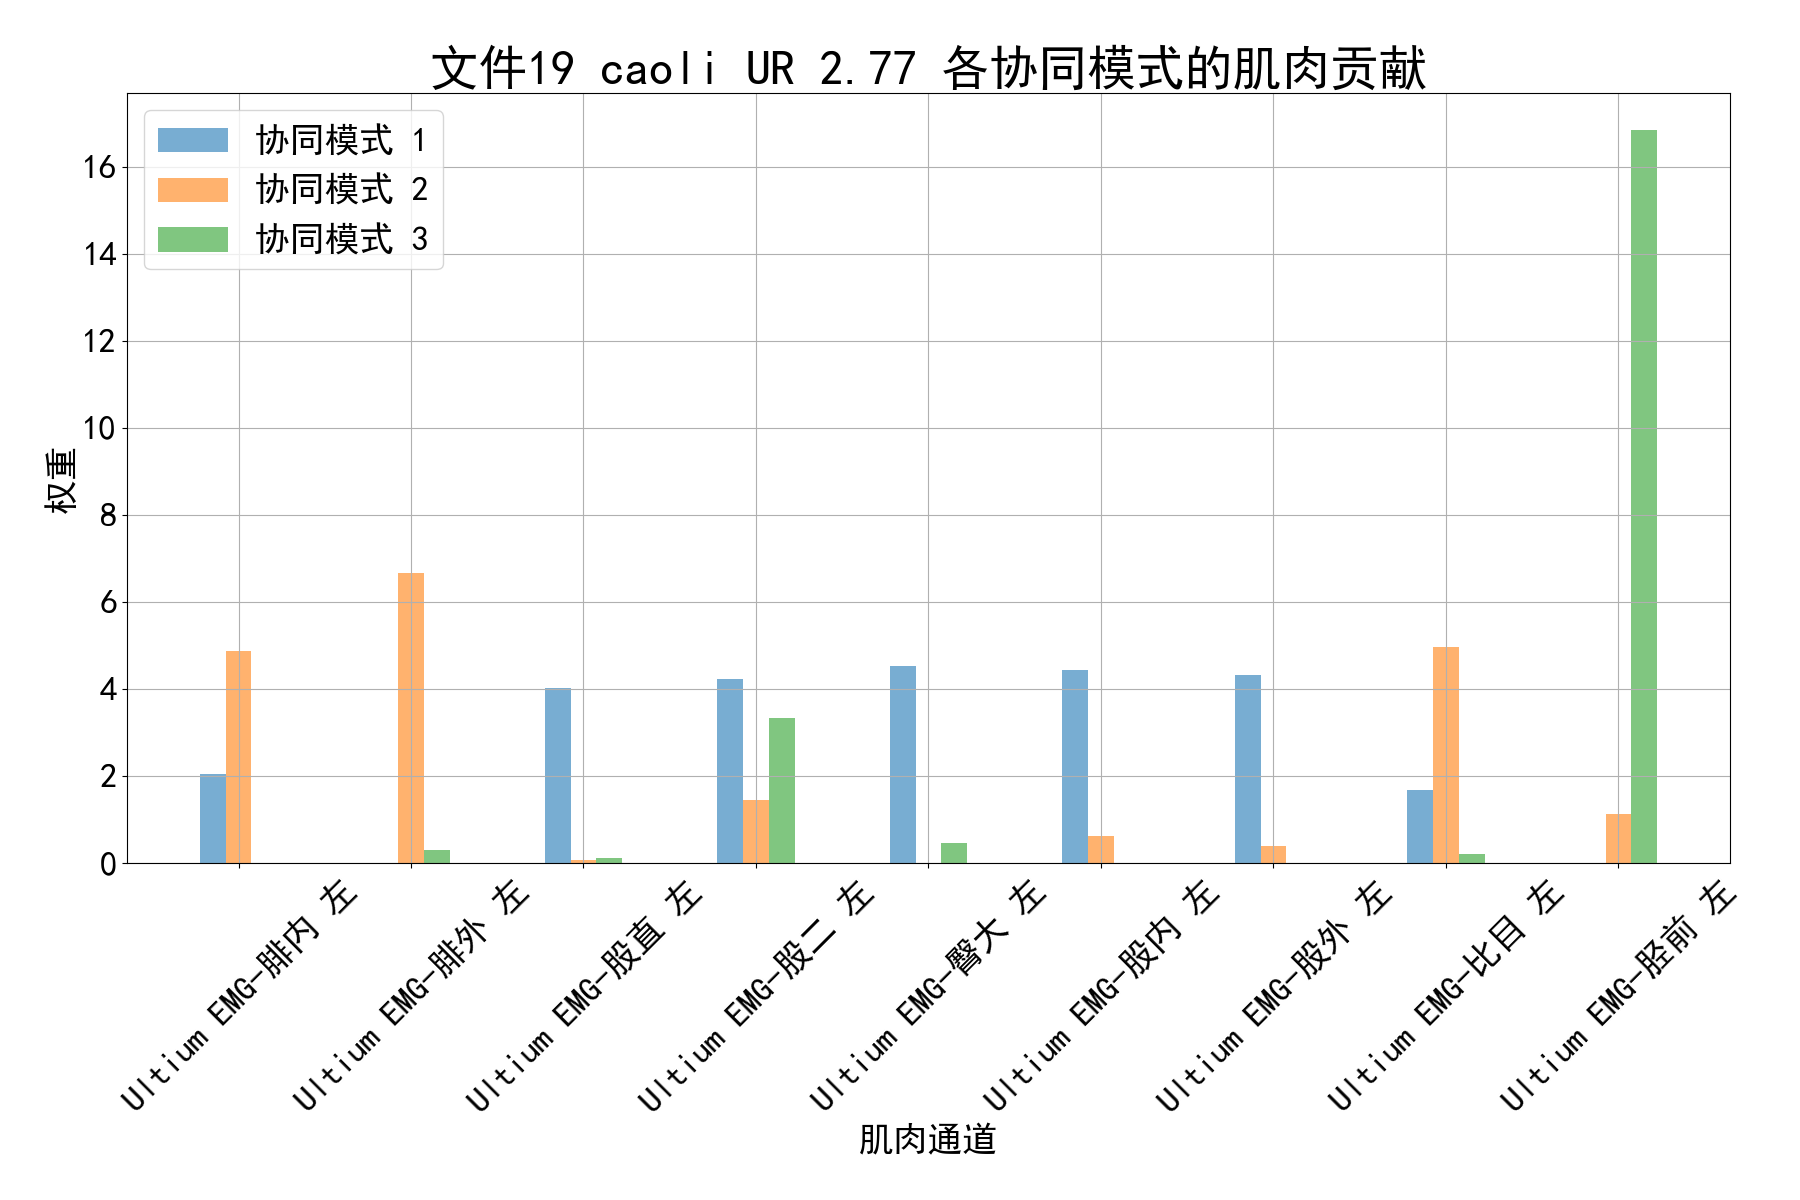 文件19 caoli UR 2.77 各协同模式的肌肉贡献
协同模式 1
协同模式 2
协同模式 3
权重
16
14
12
10
8
6
4
2
0
Ultium EMG-腓内 左
Ultium EMG-腓外 左
Ultium EMG-股直 左
Ultium EMG-股二 左
Ultium EMG-臀大 左
Ultium EMG-股内 左
Ultium EMG-股外 左
Ultium EMG-比目 左
Ultium EMG-胫前 左
肌肉通道